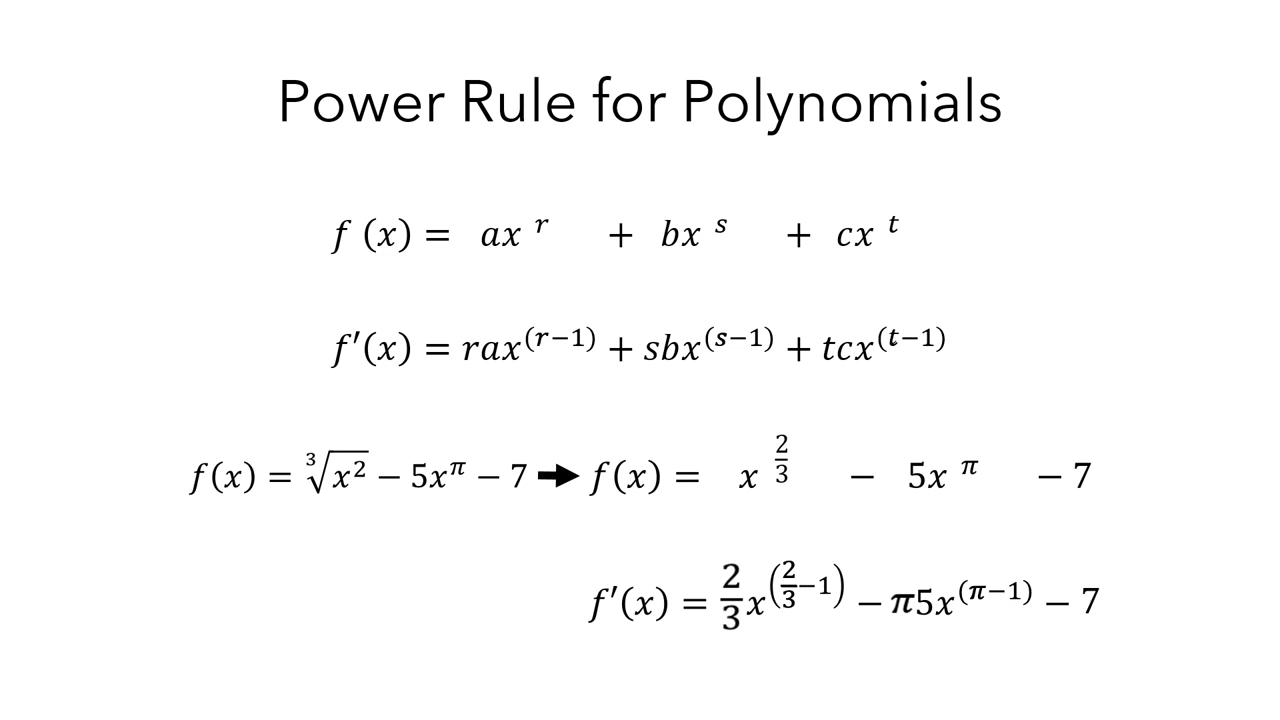 Power Rule for Polynomials
f (x) = ax ʳ + bx ˢ + cx ᵗ
f′(x) = rax⁽ʳ⁻¹⁾ + sbx⁽ˢ⁻¹⁾ + tcx⁽ᵗ⁻¹⁾
f(x) = ∛x² − 5x^π − 7 ➡ f(x) = x^(2/3) − 5x^π − 7
f′(x) = 2/3 x^(2/3−1) − π5x^(π−1) − 7